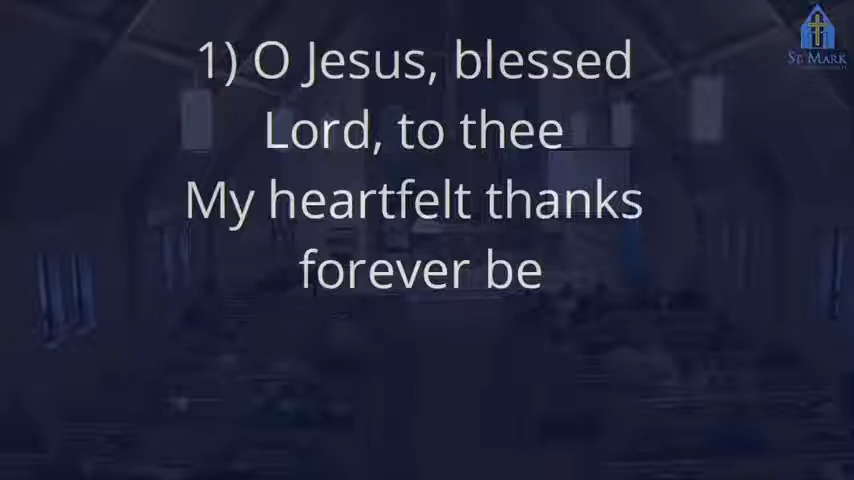 1) O Jesus, blessed
Lord, to thee
My heartfelt thanks
forever be
ST. MARK